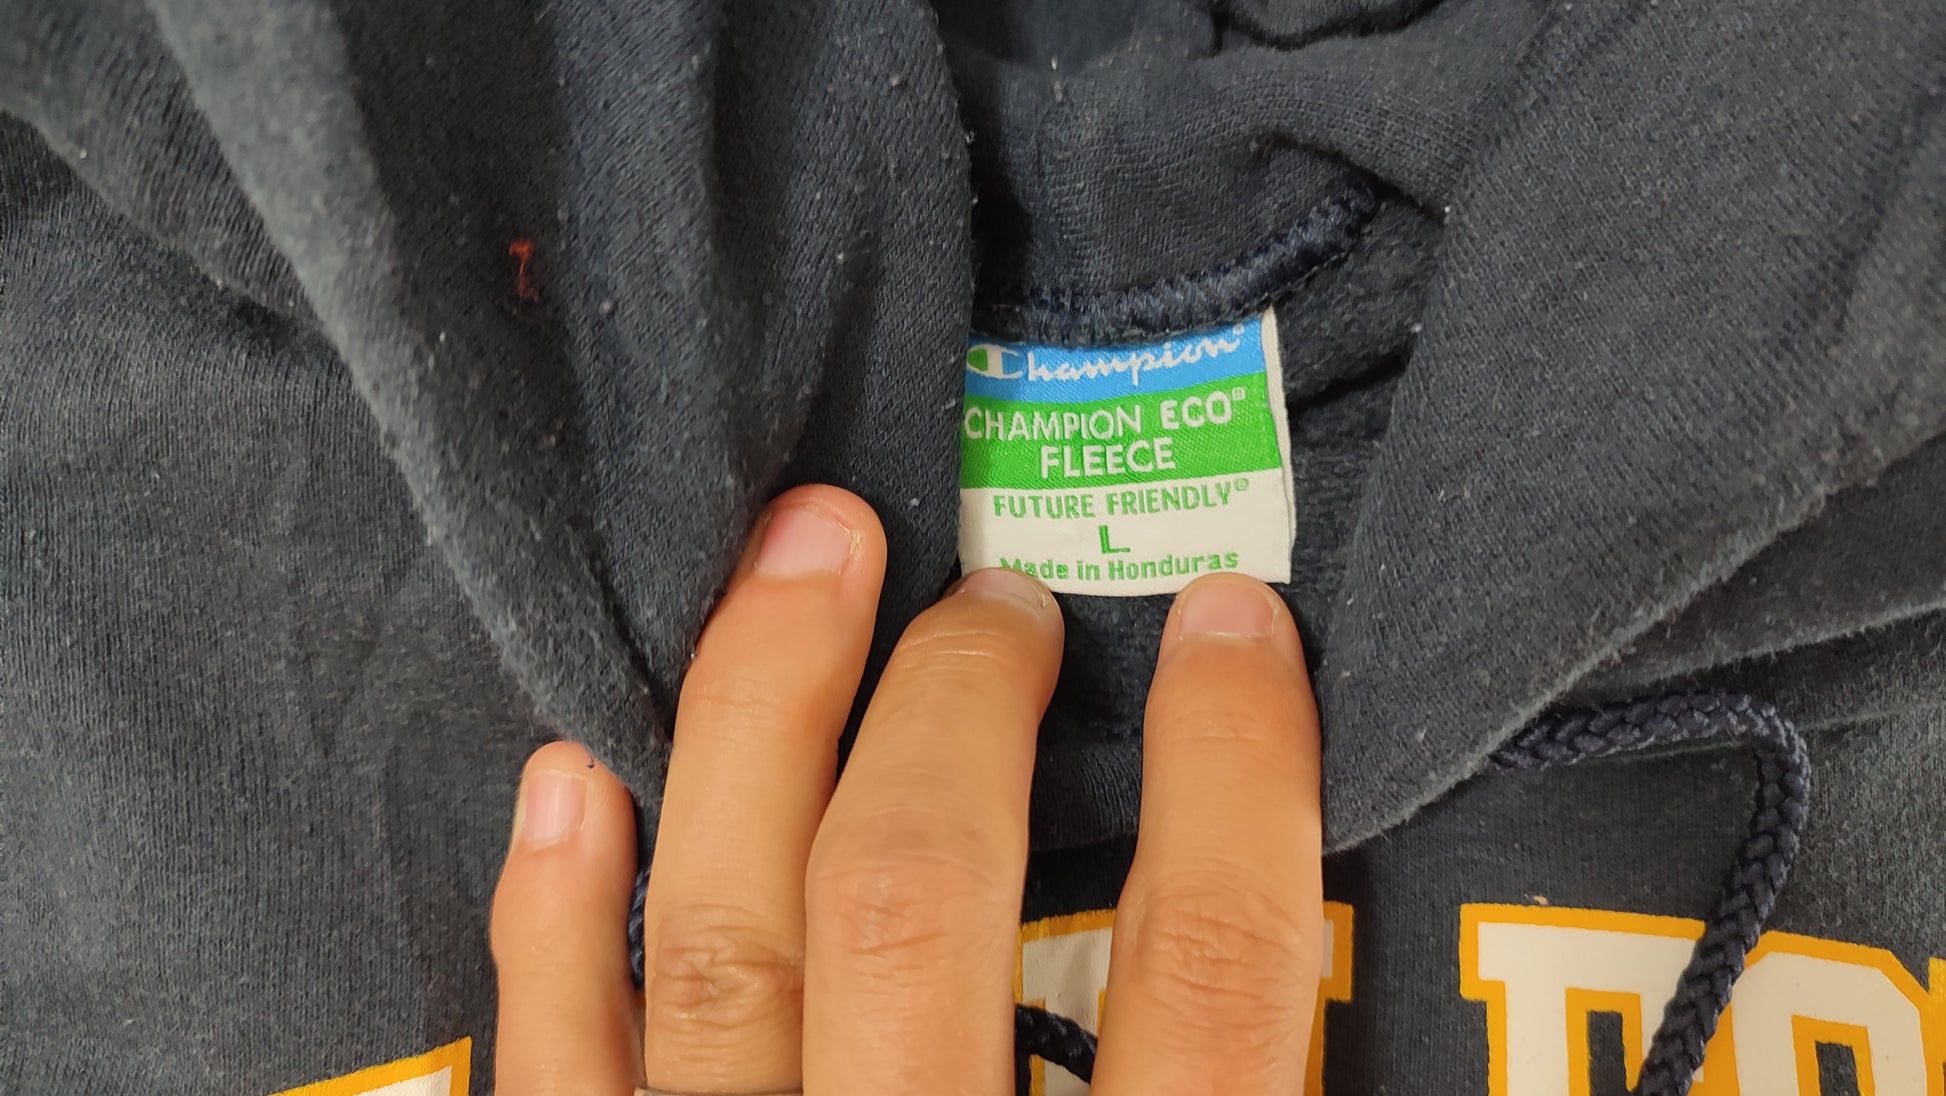 Champion®
CHAMPION ECO®
FLEECE
FUTURE FRIENDLY®
L
Made in Honduras